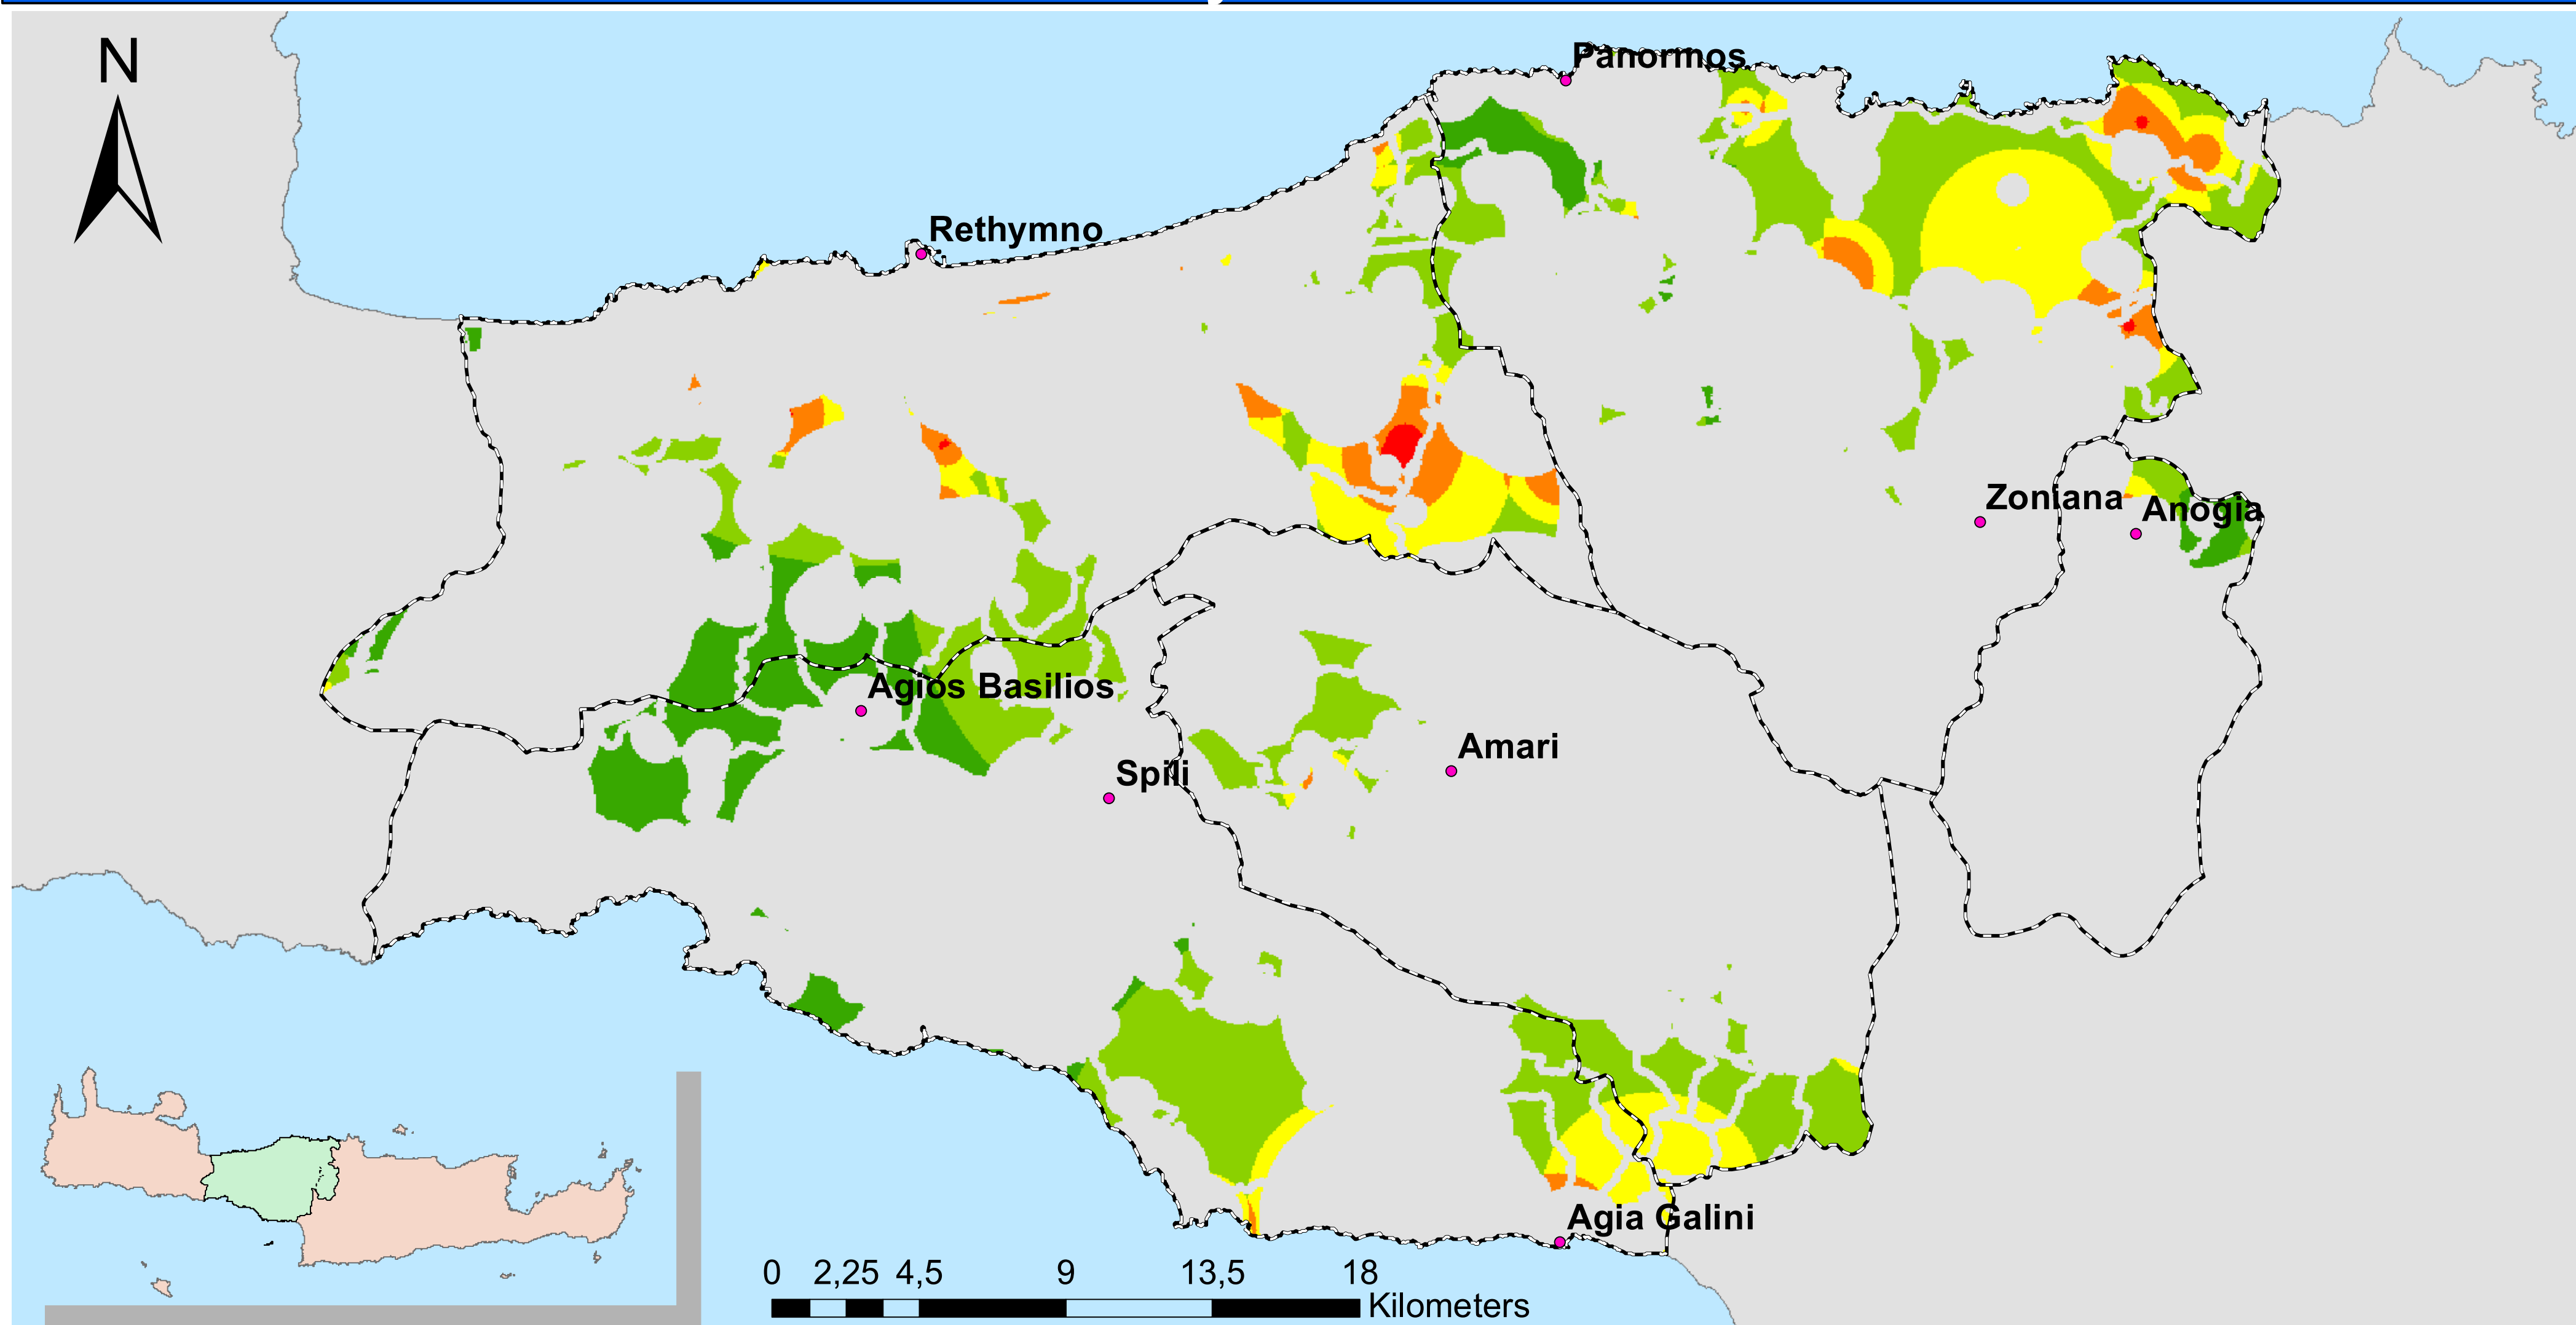 N
Panormos
Rethymno
Zoniana
Anogia
Agios Basilios
Amari
Spili
Agia Galini
0 2,25 4,5 9 13,5 18
Kilometers